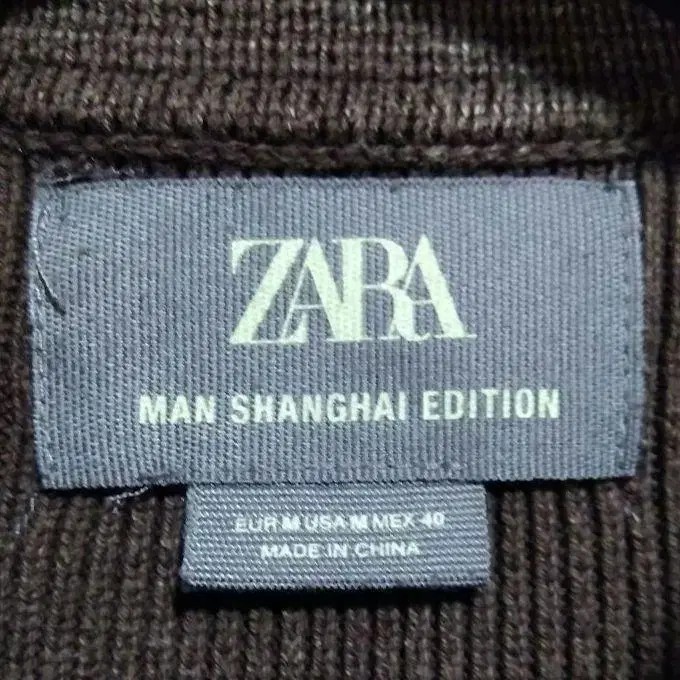 ZARA
MAN SHANGHAI EDITION
EUR M USA M MEX 40
MADE IN CHINA